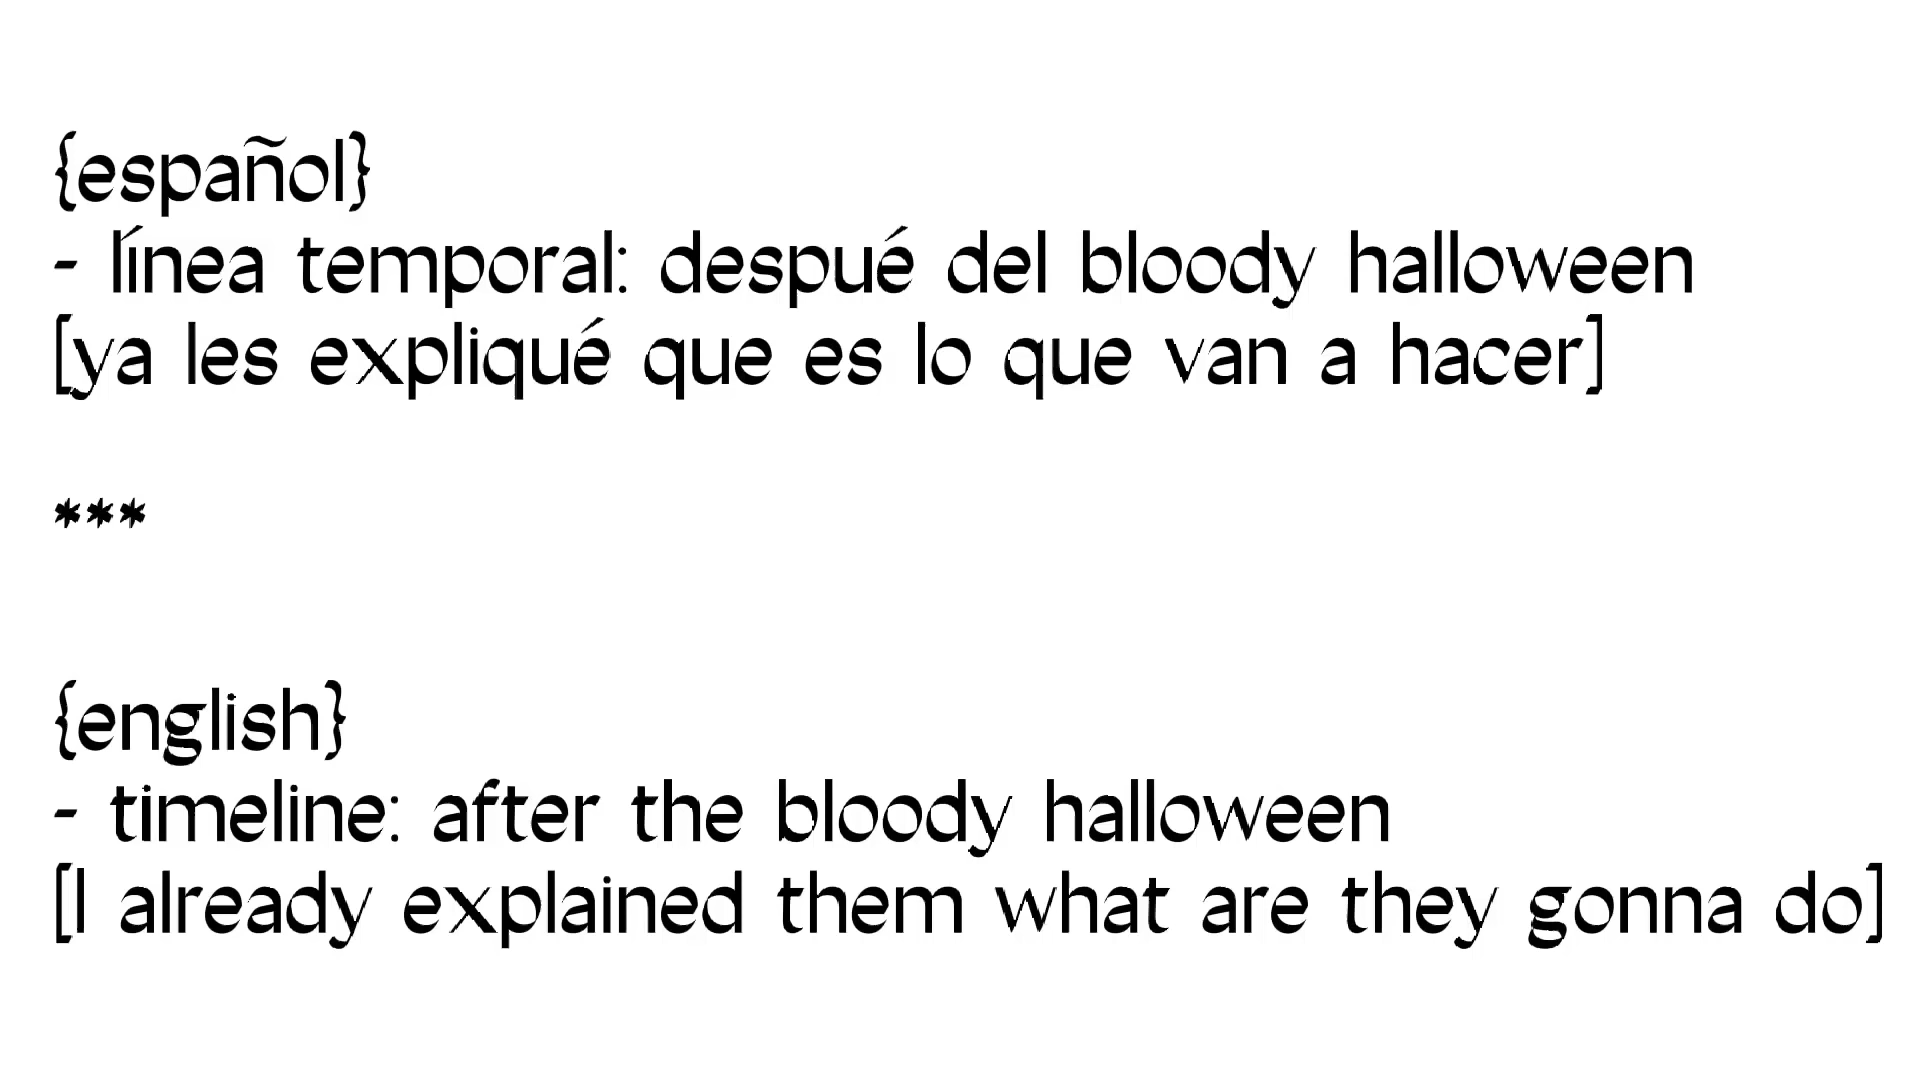 {español}
- línea temporal: despué del bloody halloween
[ya les expliqué que es lo que van a hacer]
***
{english}
- timeline: after the bloody halloween
[I already explained them what are they gonna do]